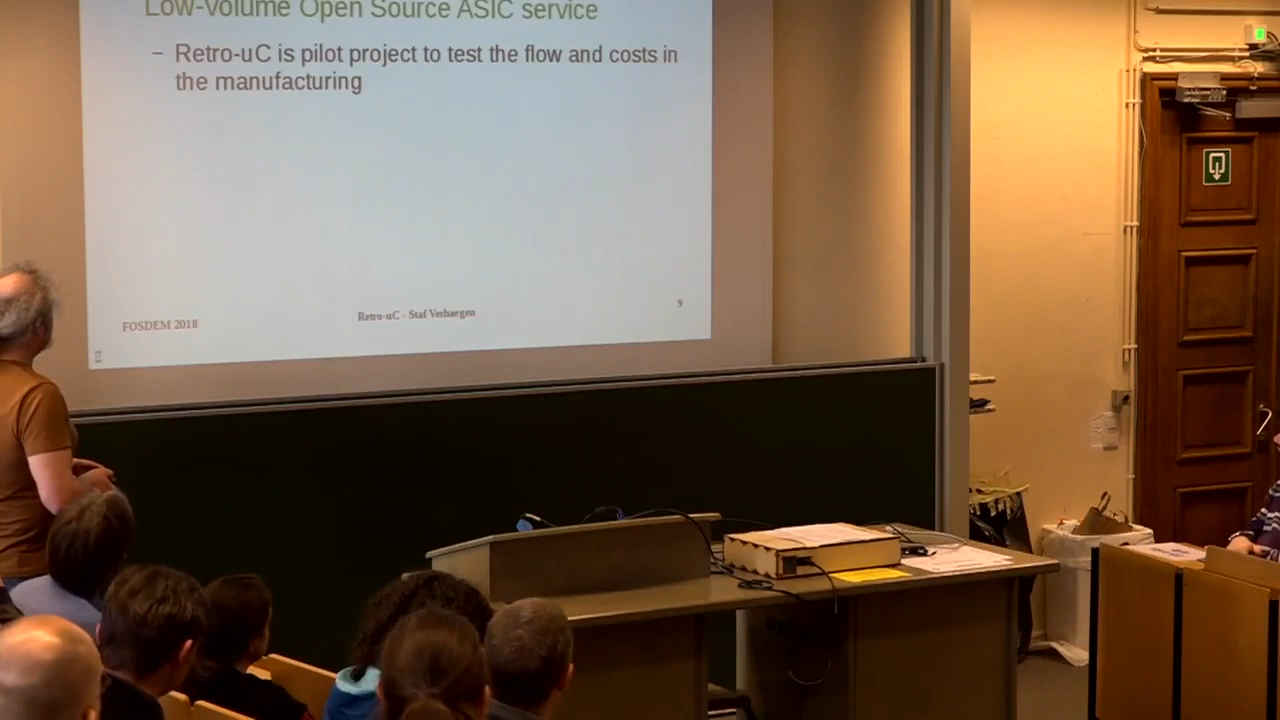 Low-Volume Open Source ASIC service
– Retro-uC is pilot project to test the flow and costs in
the manufacturing
FOSDEM 2018
Retro-uC - Staf Verhaegen
9